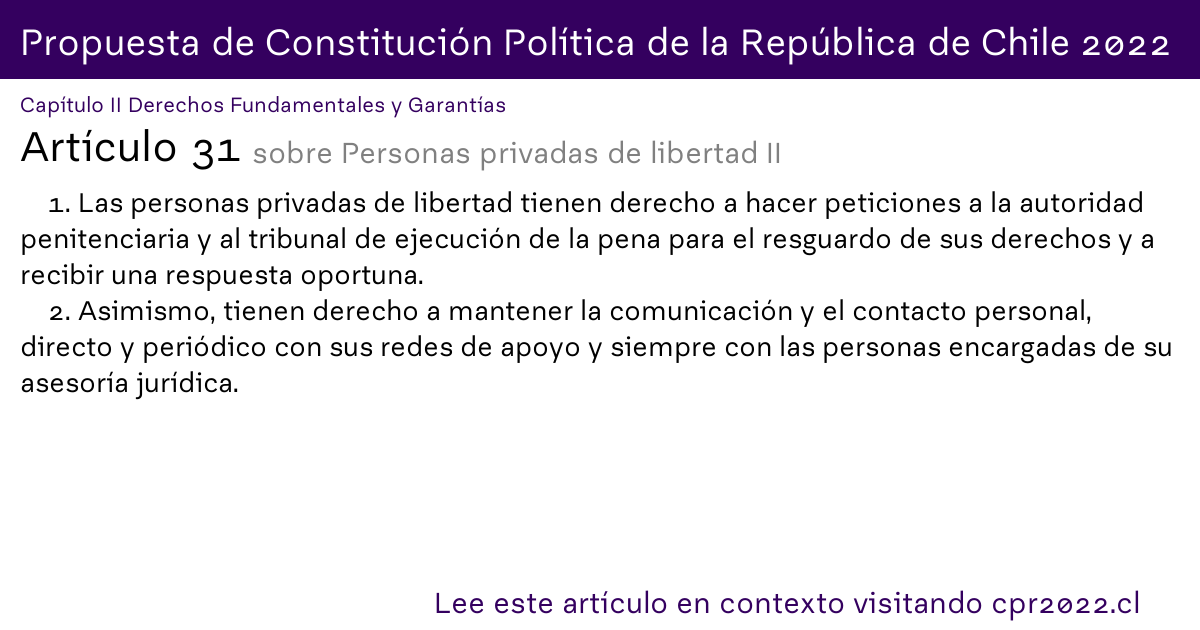 Propuesta de Constitución Política de la República de Chile 2022
Capítulo II Derechos Fundamentales y Garantías
Artículo 31 sobre Personas privadas de libertad II
1. Las personas privadas de libertad tienen derecho a hacer peticiones a la autoridad
penitenciaria y al tribunal de ejecución de la pena para el resguardo de sus derechos y a
recibir una respuesta oportuna.
2. Asimismo, tienen derecho a mantener la comunicación y el contacto personal,
directo y periódico con sus redes de apoyo y siempre con las personas encargadas de su
asesoría jurídica.
Lee este artículo en contexto visitando cpr2022.cl